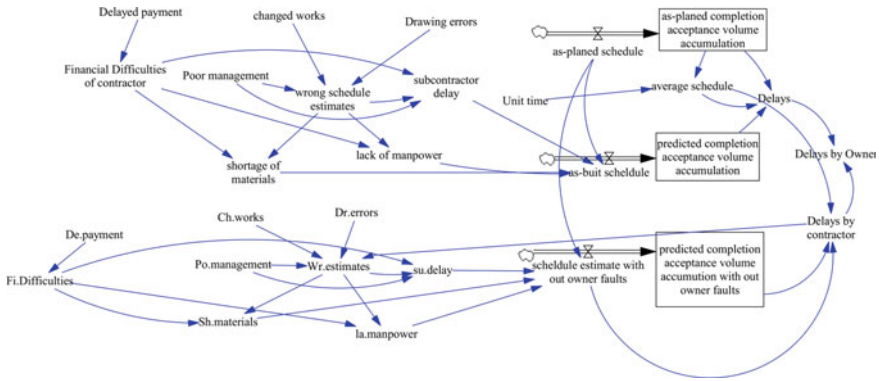 Delayed payment
changed works
Drawing errors
as-planed completion
acceptance volume
accumulation
as-planed schedule
Financial Difficulties
of contractor
Poor management
wrong schedule
estimates
subcontractor
delay
average schedule
Unit time
Delays
shortage of
materials
lack of manpower
as-buit scheldule
predicted completion
acceptance volume
accumulation
Delays by Owner
Ch.works
Dr.errors
De.payment
Delays by
contractor
Fi.Difficulties
Po.management
Wr.estimates
su.delay
scheldule estimate with
out owner faults
predicted completion
acceptance volume
accumution with out
owner faults
Sh.materials
la.manpower